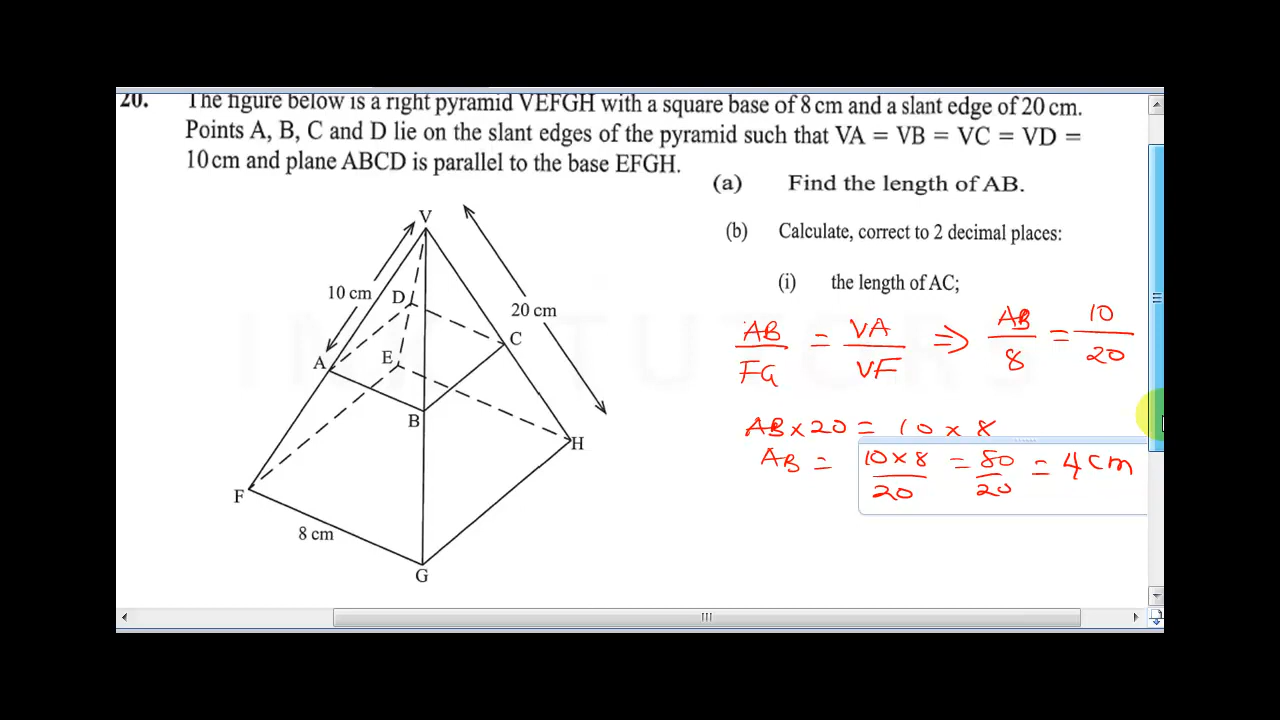 20. The figure below is a right pyramid VEFGH with a square base of 8 cm and a slant edge of 20 cm.
Points A, B, C and D lie on the slant edges of the pyramid such that VA = VB = VC = VD =
10 cm and plane ABCD is parallel to the base EFGH.
(a) Find the length of AB.
(b) Calculate, correct to 2 decimal places:
(i) the length of AC;
V
10 cm
D
20 cm
C
A
E
B
H
F
8 cm
G
AB/FG = VA/VF ⇒ AB/8 = 10/20
AB × 20 = 10 × 8
AB = 10 × 8/20 = 80/20 = 4 cm